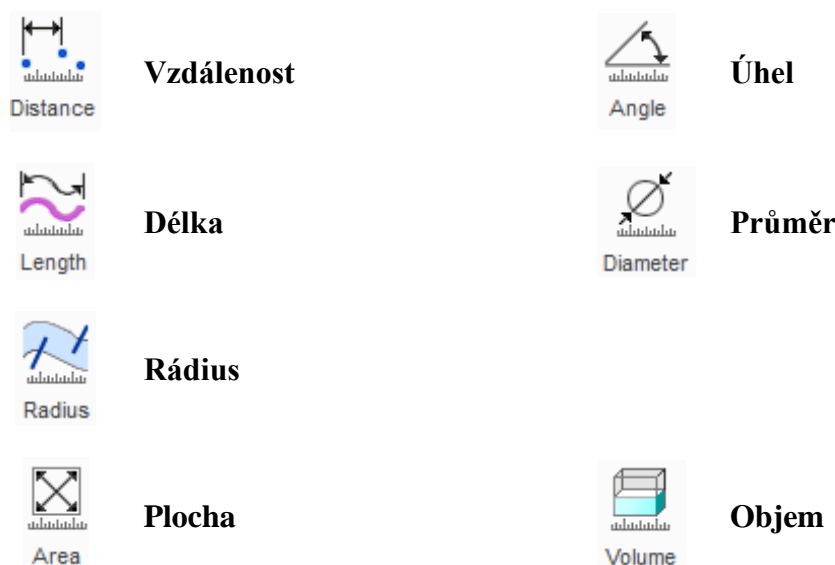 Distance
Vzdálenost
Angle
Úhel
Length
Délka
Diameter
Průměr
Radius
Rádius
Area
Plocha
Volume
Objem